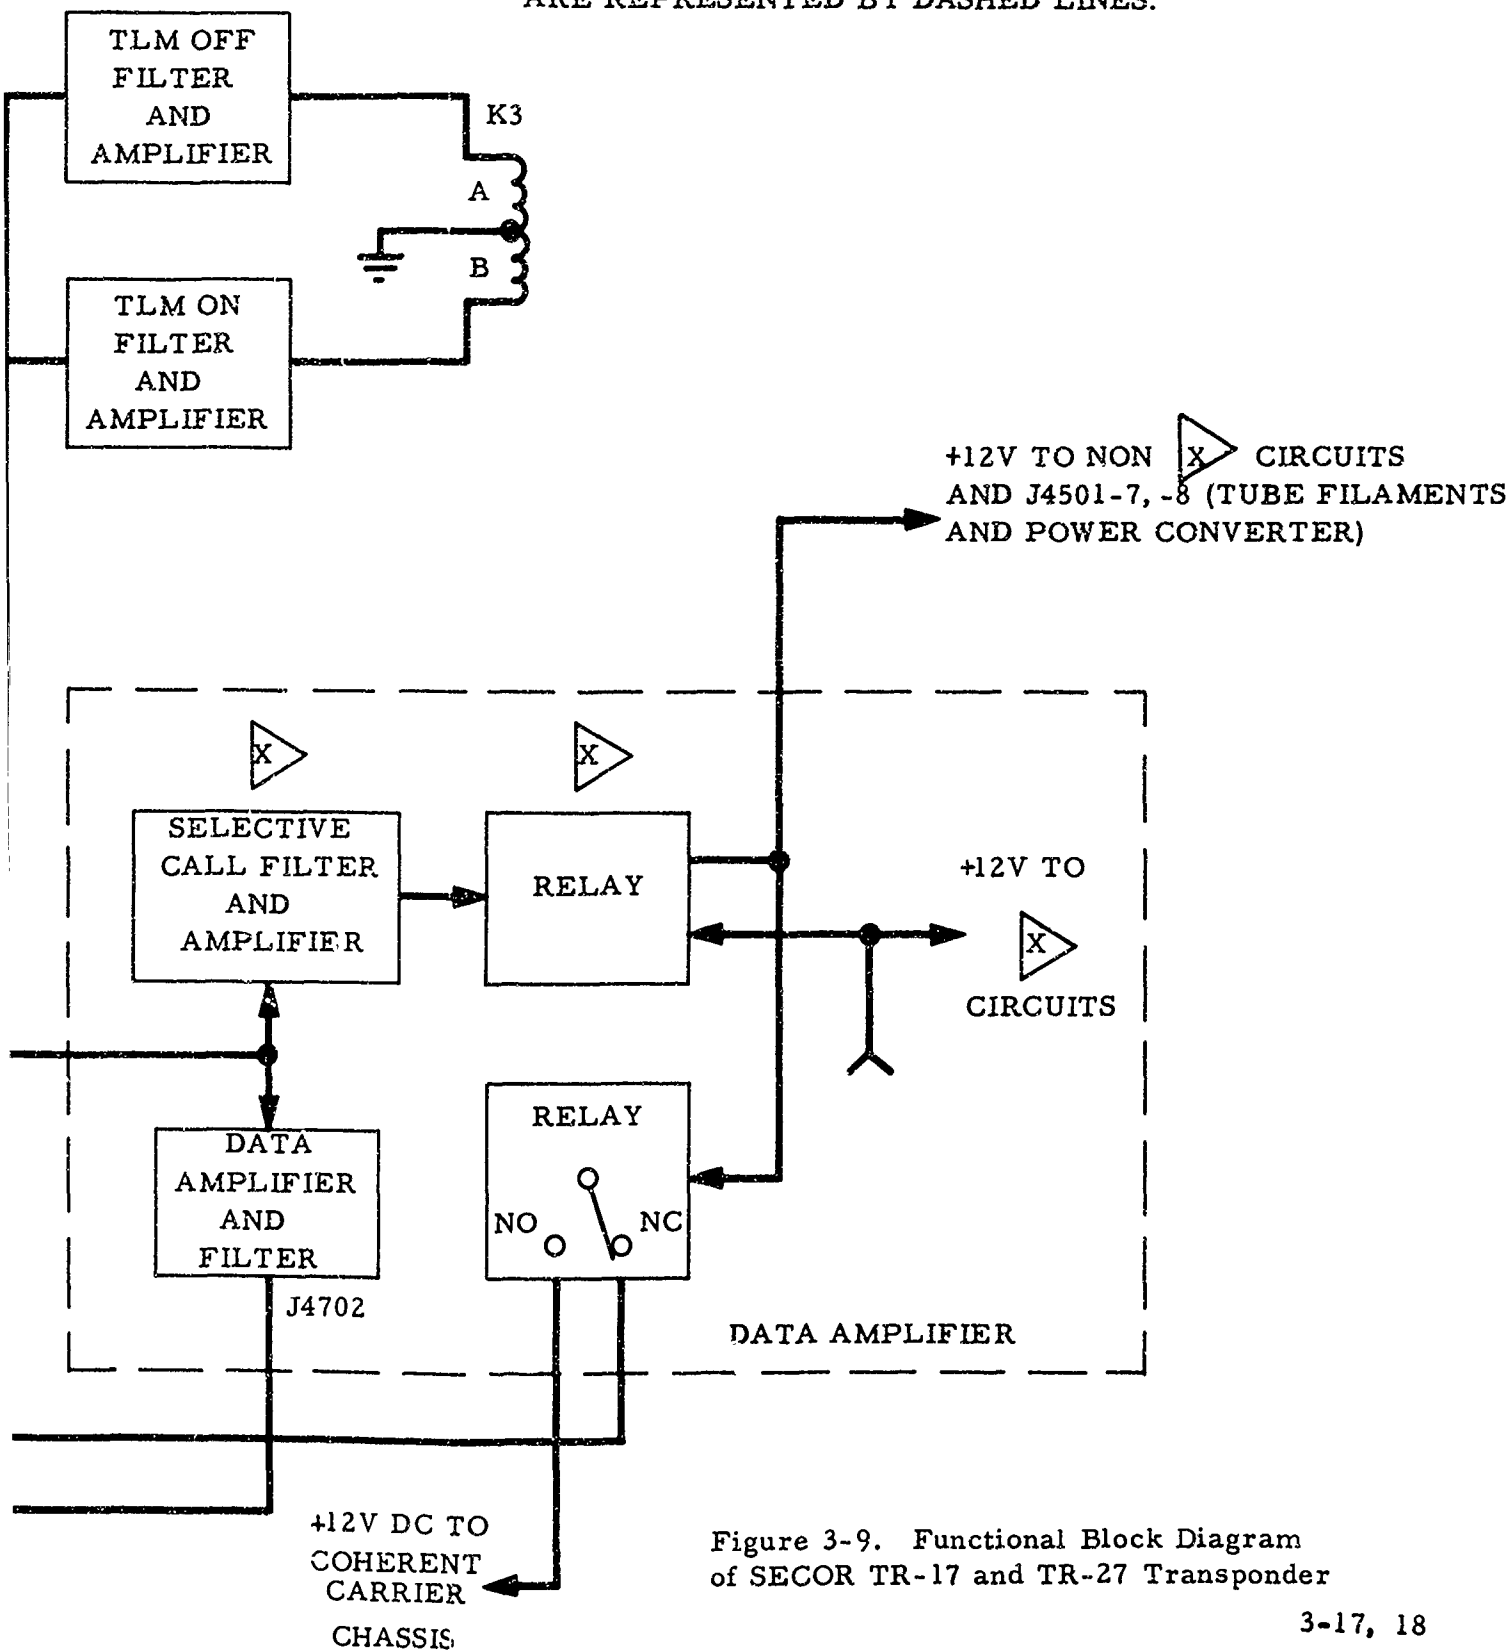 ARE REPRESENTED BY DASHED LINES.
TLM OFF
FILTER
AND
AMPLIFIER
K3
A
B
TLM ON
FILTER
AND
AMPLIFIER
+12V TO NON X CIRCUITS
AND J4501-7, -8 (TUBE FILAMENTS
AND POWER CONVERTER)
X
X
SELECTIVE
CALL FILTER
AND
AMPLIFIER
RELAY
+12V TO
X
CIRCUITS
DATA
AMPLIFIER
AND
FILTER
J4702
RELAY
NO
NC
DATA AMPLIFIER
+12V DC TO
COHERENT
CARRIER
CHASSIS
Figure 3-9. Functional Block Diagram
of SECOR TR-17 and TR-27 Transponder
3-17, 18